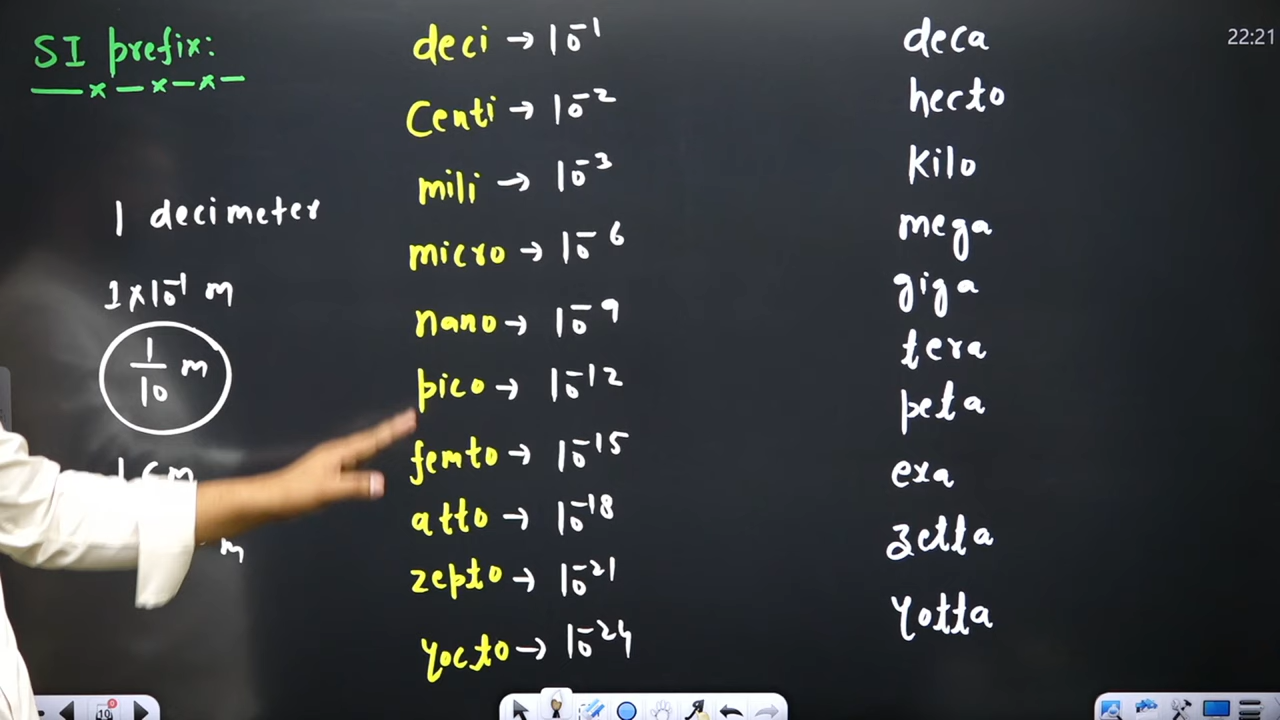 SI prefix:
1 decimeter
1×10⁻¹ m
1/10 m
1 cm
m
deci → 10⁻¹
Centi → 10⁻²
mili → 10⁻³
micro → 10⁻⁶
nano → 10⁻⁹
pico → 10⁻¹²
femto → 10⁻¹⁵
atto → 10⁻¹⁸
zepto → 10⁻²¹
Yocto → 10⁻²⁴
deca
hecto
Kilo
mega
giga
tera
peta
exa
zetta
Yotta
22:21